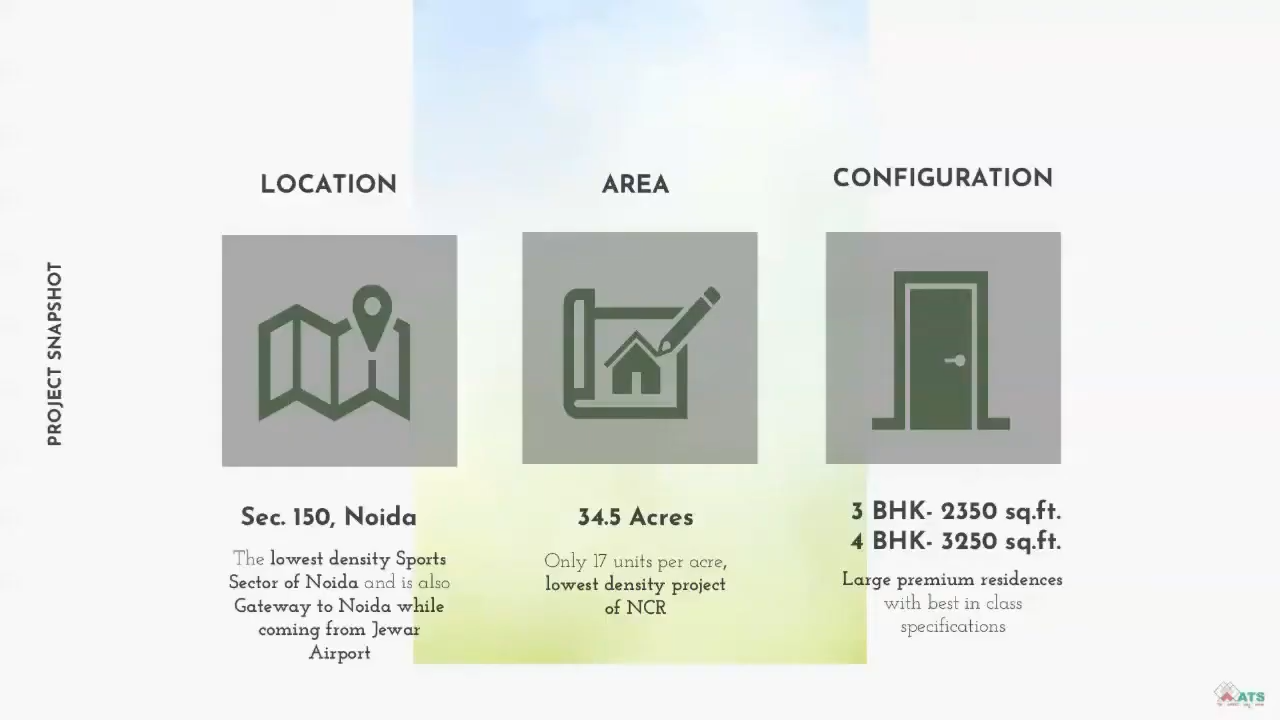 PROJECT SNAPSHOT
LOCATION
Sec. 150, Noida
The lowest density Sports
Sector of Noida and is also
Gateway to Noida while
coming from Jewar
Airport
AREA
34.5 Acres
Only 17 units per acre,
lowest density project
of NCR
CONFIGURATION
3 BHK- 2350 sq.ft.
4 BHK- 3250 sq.ft.
Large premium residences
with best in class
specifications
ATS